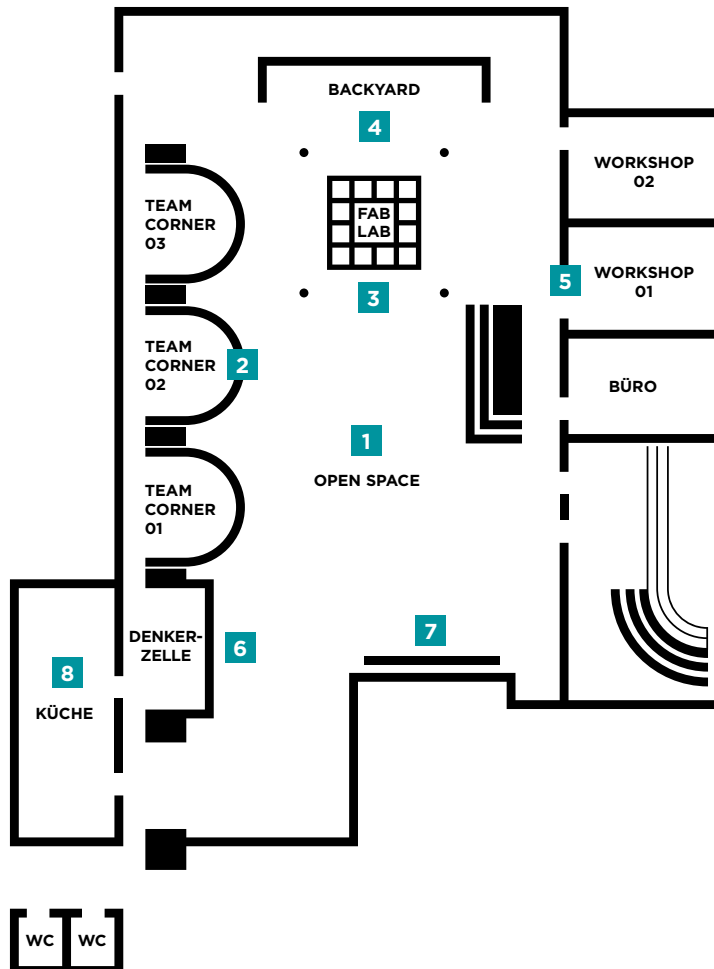 BACKYARD
4
WORKSHOP
02
TEAM
CORNER
03
FAB
LAB
WORKSHOP
01
5
3
TEAM
CORNER
02
2
BÜRO
1
OPEN SPACE
TEAM
CORNER
01
DENKER-
ZELLE
6
7
8
KÜCHE
WC
WC